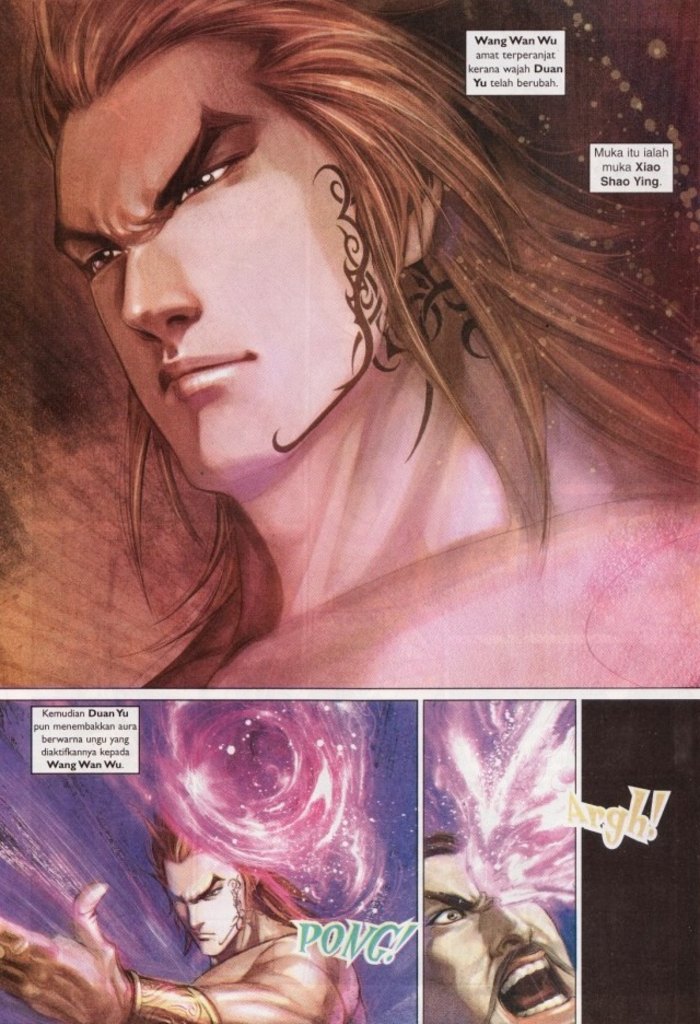 Wang Wan Wu
amat terperanjat
kerana wajah Duan
Yu telah berubah.
Muka itu ialah
muka Xiao
Shao Ying.
Kemudian Duan Yu
pun menembakkan aura
berwarna ungu yang
diaktifkannya kepada
Wang Wan Wu.
PONG!
Argh!